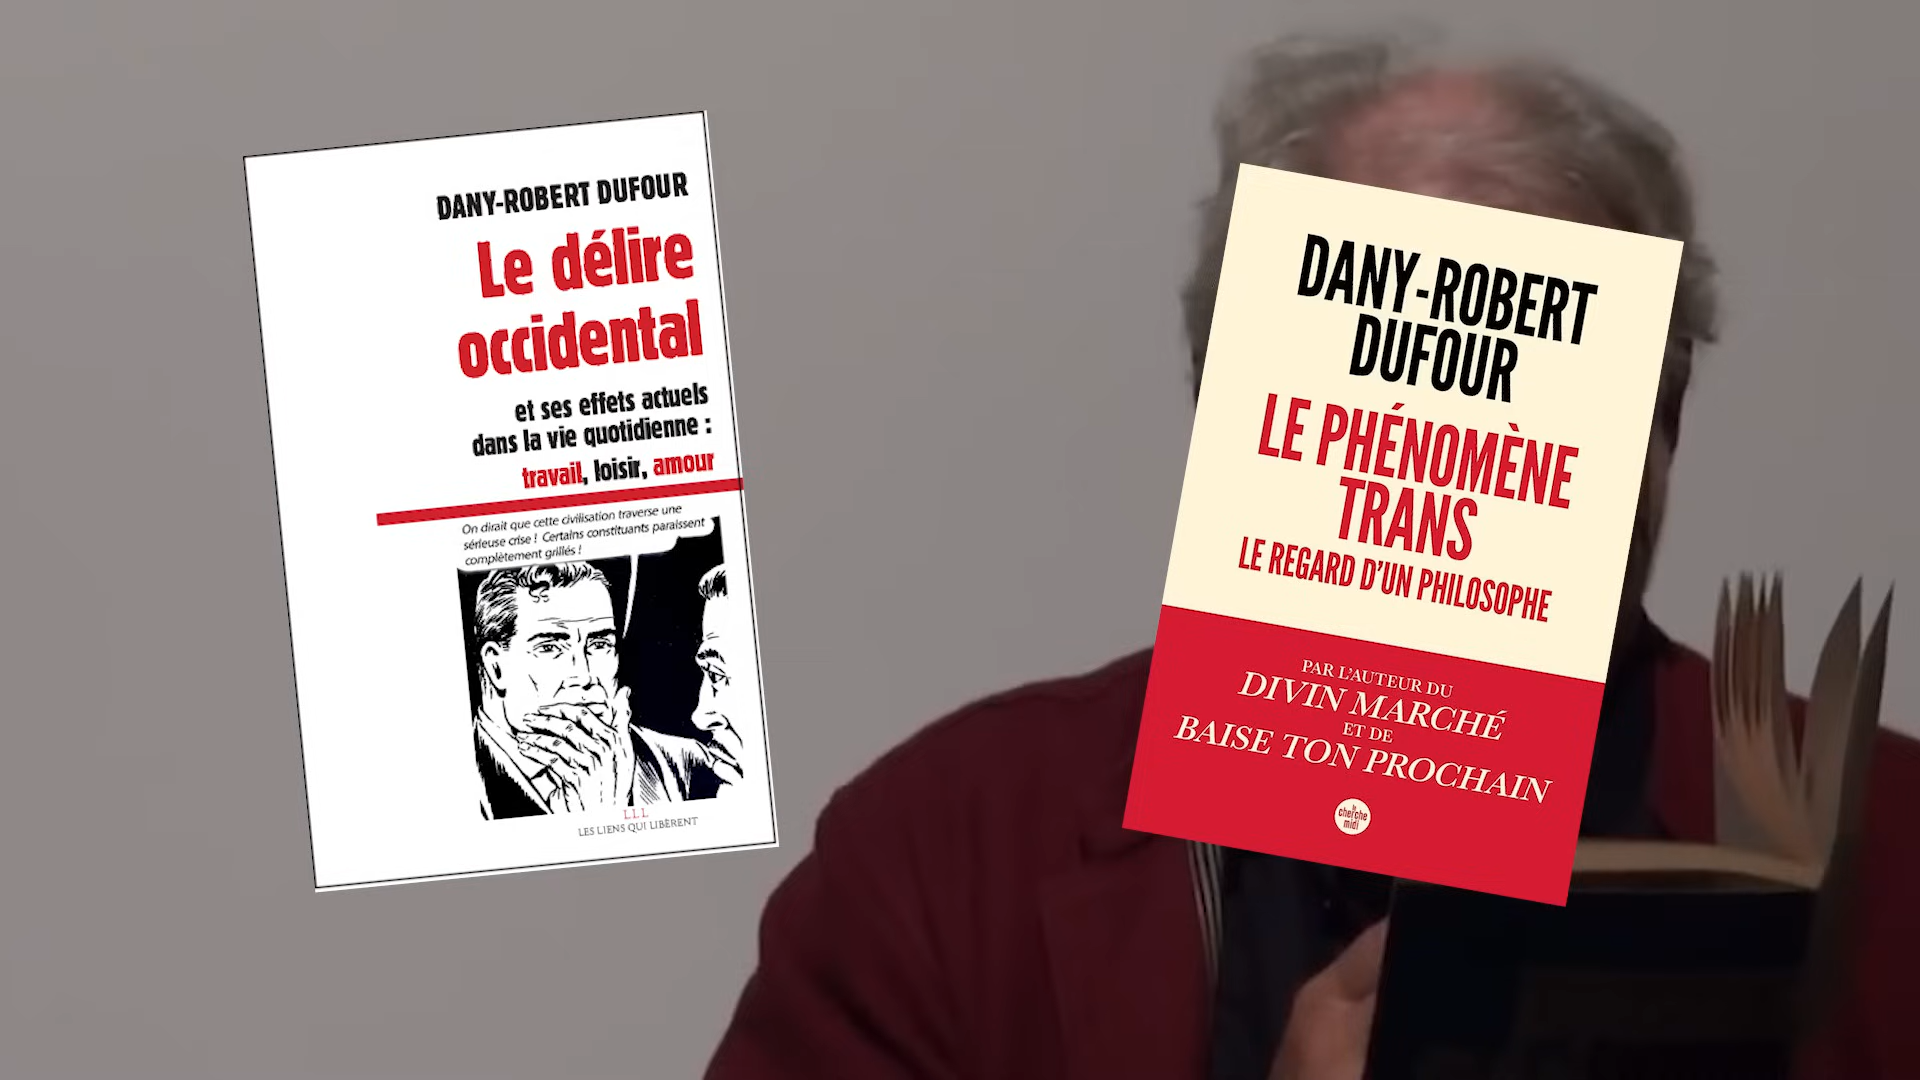 DANY-ROBERT DUFOUR
Le délire
occidental
et ses effets actuels
dans la vie quotidienne :
travail, loisir, amour
On dirait que cette civilisation traverse une
sérieuse crise ! Certains constituants paraissent
complètement grillés !
L L L
LES LIENS QUI LIBÈRENT
DANY-ROBERT
DUFOUR
LE PHÉNOMÈNE
TRANS
LE REGARD D'UN PHILOSOPHE
PAR L'AUTEUR DU
DIVIN MARCHÉ
ET DE
BAISE TON PROCHAIN
le
cherche
midi